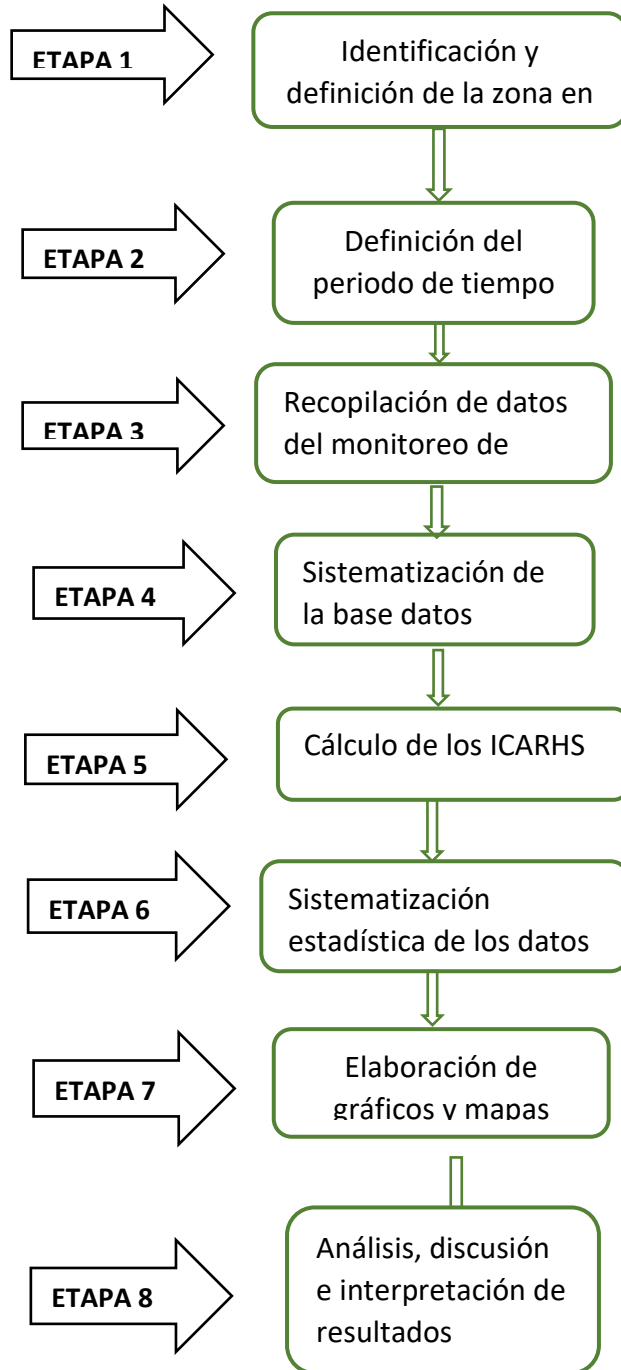 ETAPA 1
Identificación y
definición de la zona en
ETAPA 2
Definición del
periodo de tiempo
ETAPA 3
Recopilación de datos
del monitoreo de
ETAPA 4
Sistematización de
la base datos
ETAPA 5
Cálculo de los ICARHS
ETAPA 6
Sistematización
estadística de los datos
ETAPA 7
Elaboración de
gráficos y mapas
ETAPA 8
Análisis, discusión
e interpretación de
resultados